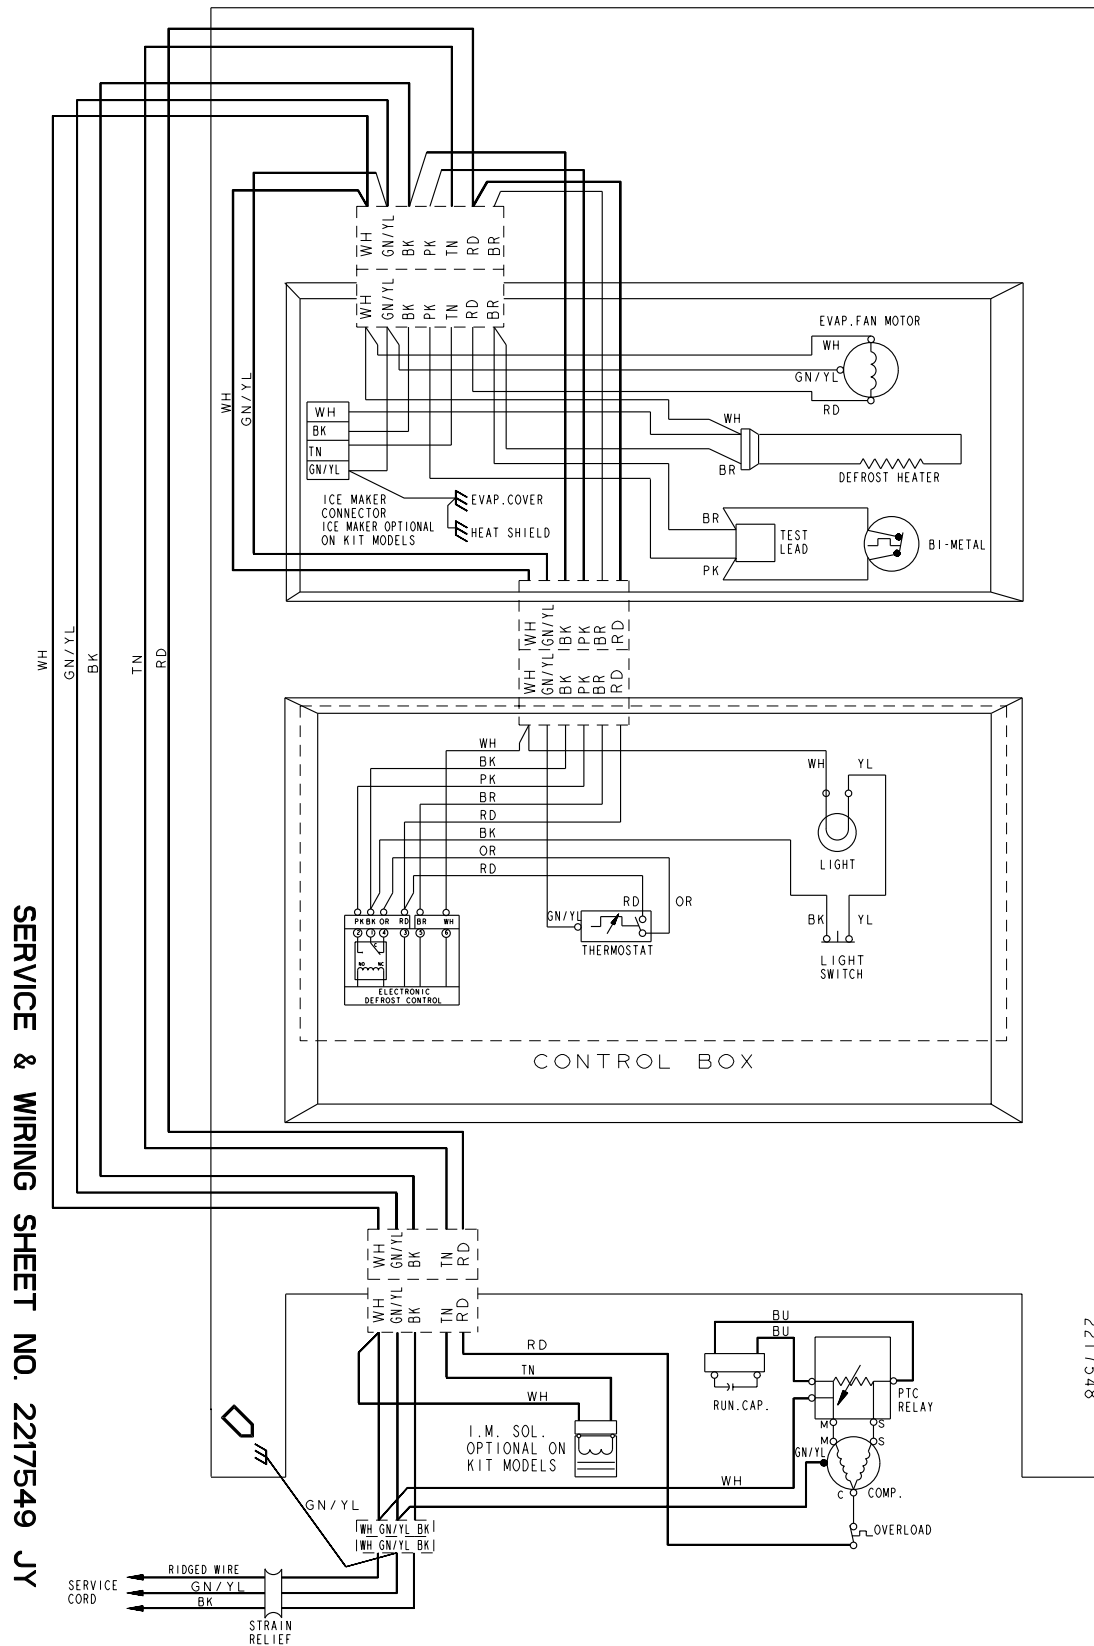 WH
GN/YL
BK
PK
TN
RD
BR
WH
GN/YL
BK
PK
TN
RD
BR
EVAP.FAN MOTOR
WH
GN/YL
RD
WH
GN/YL
WH
BK
TN
GN/YL
WH
BR
DEFROST HEATER
ICE MAKER
CONNECTOR
ICE MAKER OPTIONAL
ON KIT MODELS
EVAP.COVER
HEAT SHIELD
BR
PK
TEST
LEAD
BI-METAL
WH
GN/YL
BK
TN
RD
WH
GN/YL
BK
PK
BR
RD
WH
GN/YL
BK
PK
BR
RD
WH
BK
PK
BR
RD
BK
OR
RD
WH
YL
LIGHT
RD
OR
GN/YL
THERMOSTAT
BK
YL
LIGHT
SWITCH
PK BK OR RD BR WH
2 1 4 3 5 6
C
NO NC
ELECTRONIC
DEFROST CONTROL
CONTROL BOX
SERVICE & WIRING SHEET NO. 2217549 JY
WH
GN/YL
BK
TN
RD
WH
GN/YL
BK
TN
RD
2217548
RD
TN
WH
BU
BU
RUN.CAP.
PTC
RELAY
I.M. SOL.
OPTIONAL ON
KIT MODELS
M S
M S
GN/YL
C
COMP.
WH
OVERLOAD
GN/YL
WH GN/YL BK
WH GN/YL BK
SERVICE
CORD
RIDGED WIRE
GN/YL
BK
STRAIN
RELIEF